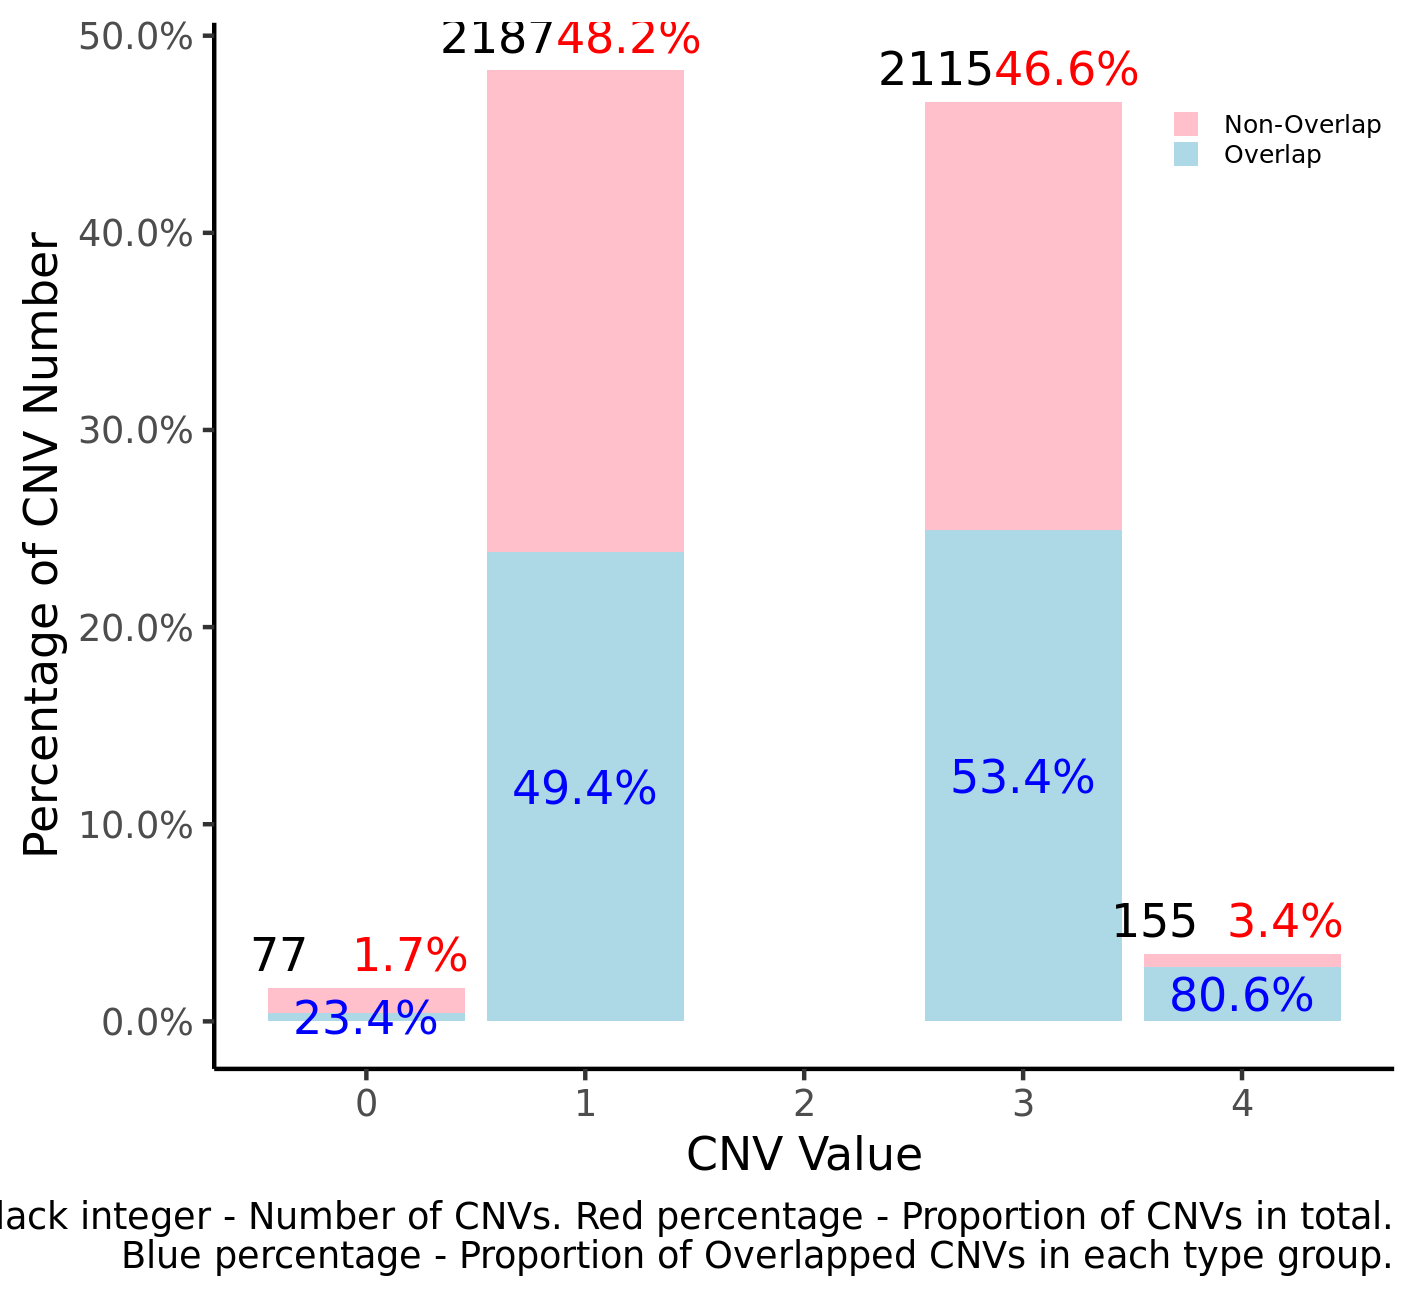 50.0%
40.0%
30.0%
20.0%
10.0%
0.0%
Percentage of CNV Number
2187 48.2%
2115 46.6%
Non-Overlap
Overlap
49.4%
53.4%
77 1.7%
23.4%
155 3.4%
80.6%
0 1 2 3 4
CNV Value
integer - Number of CNVs. Red percentage - Proportion of CNVs in total.
Blue percentage - Proportion of Overlapped CNVs in each type group.